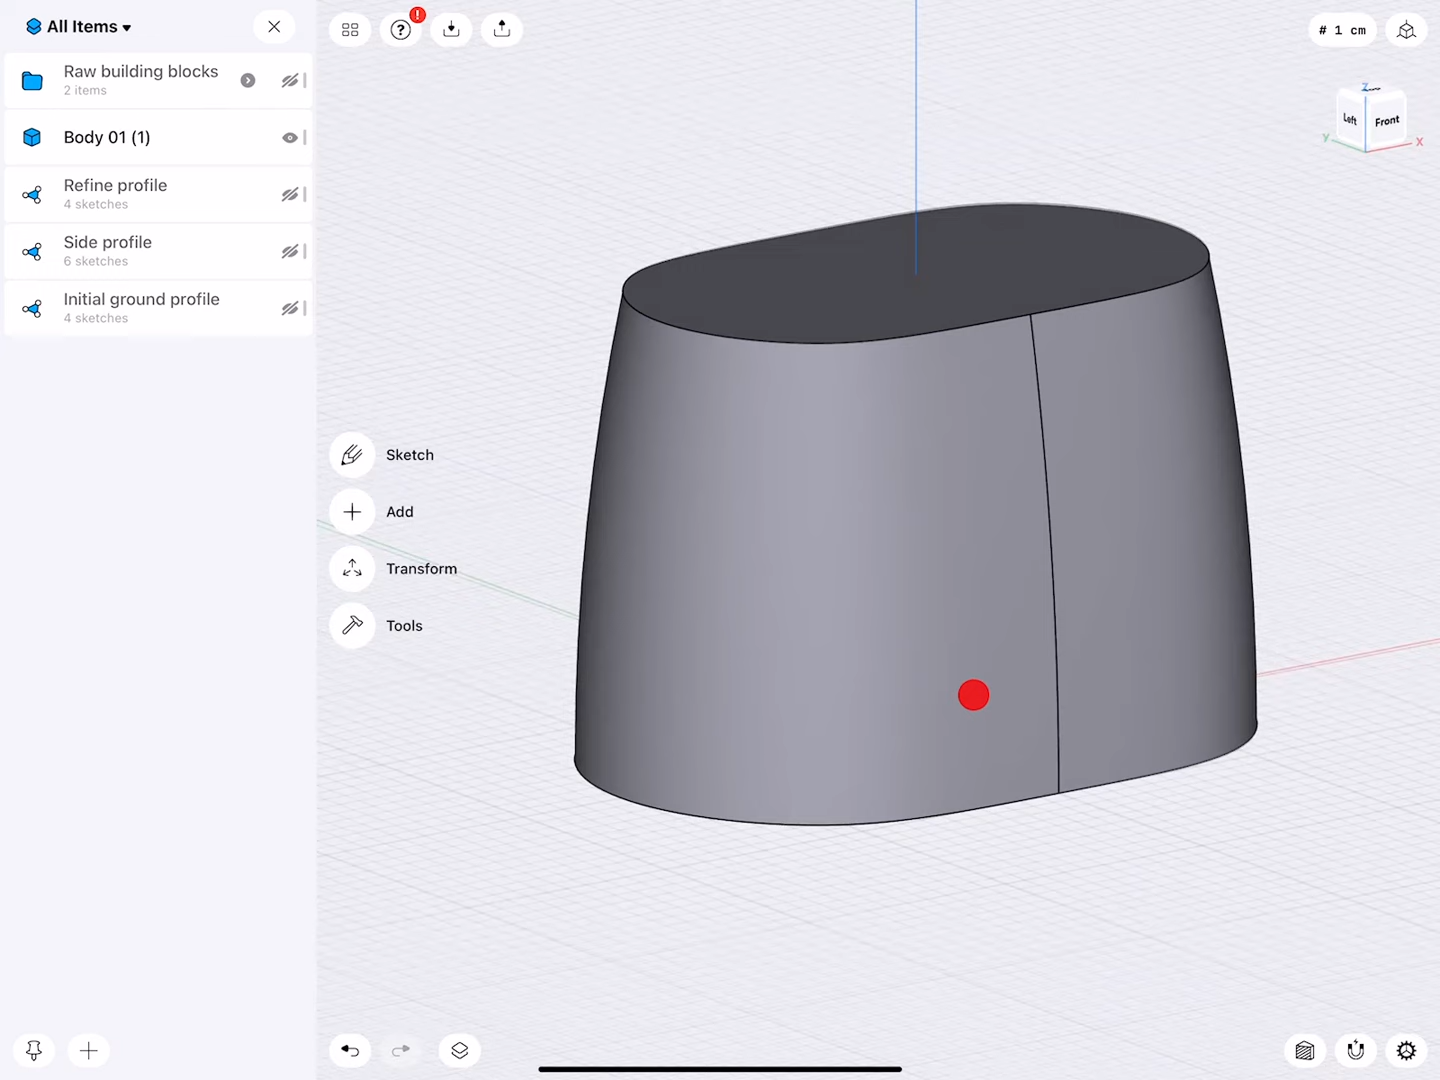 All Items
Raw building blocks
2 items
Body 01 (1)
Refine profile
4 sketches
Side profile
6 sketches
Initial ground profile
4 sketches
Sketch
Add
Transform
Tools
?
!
# 1 cm
Z
Left
Front
Y
X